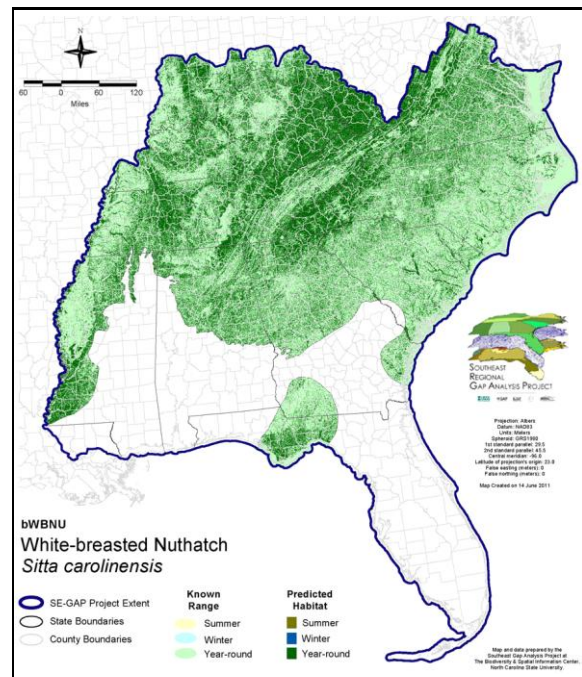 N
60 0 60 120
Miles
SOUTHEAST
REGIONAL
GAP ANALYSIS PROJECT
Projection: Albers
Datum: NAD83
Units: Meters
Spheroid: GRS1980
1st standard parallel: 29.5
2nd standard parallel: 45.5
Central meridian: -96.0
Latitude of projection's origin: 23.0
False easting (meters): 0
False northing (meters): 0
Map Created on 14 June 2011
bWBNU
White-breasted Nuthatch
Sitta carolinensis
SE-GAP Project Extent
State Boundaries
County Boundaries
Known
Range
Summer
Winter
Year-round
Predicted
Habitat
Summer
Winter
Year-round
Map and data prepared by the
Southeast Gap Analysis Project at
The Biodiversity & Spatial Information Center,
North Carolina State University.